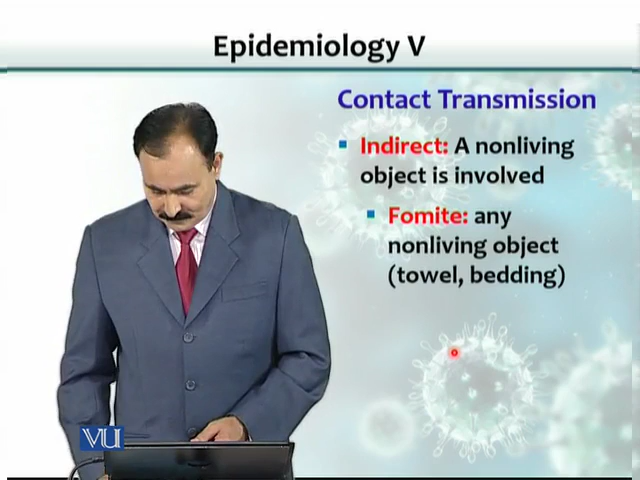 Epidemiology V
Contact Transmission
Indirect: A nonliving
object is involved
Fomite: any
nonliving object
(towel, bedding)
VU